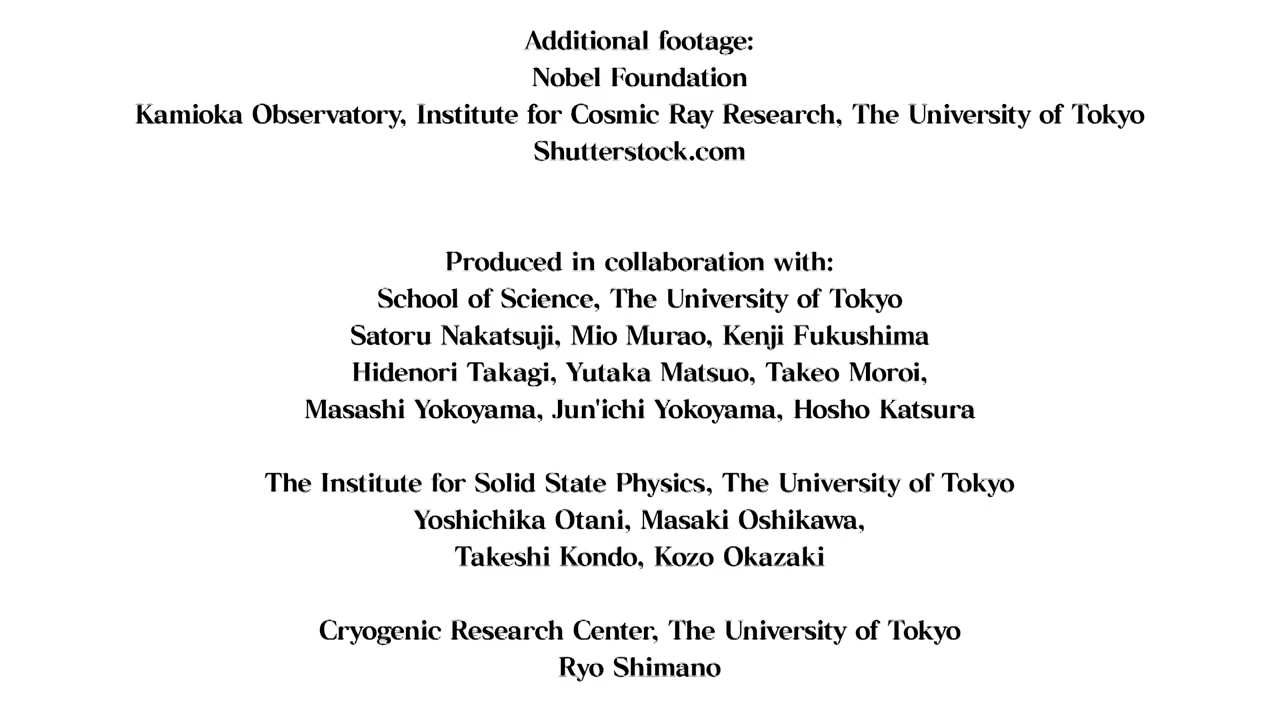 Additional footage:
Nobel Foundation
Kamioka Observatory, Institute for Cosmic Ray Research, The University of Tokyo
Shutterstock.com
Produced in collaboration with:
School of Science, The University of Tokyo
Satoru Nakatsuji, Mio Murao, Kenji Fukushima
Hidenori Takagi, Yutaka Matsuo, Takeo Moroi,
Masashi Yokoyama, Jun'ichi Yokoyama, Hosho Katsura
The Institute for Solid State Physics, The University of Tokyo
Yoshichika Otani, Masaki Oshikawa,
Takeshi Kondo, Kozo Okazaki
Cryogenic Research Center, The University of Tokyo
Ryo Shimano